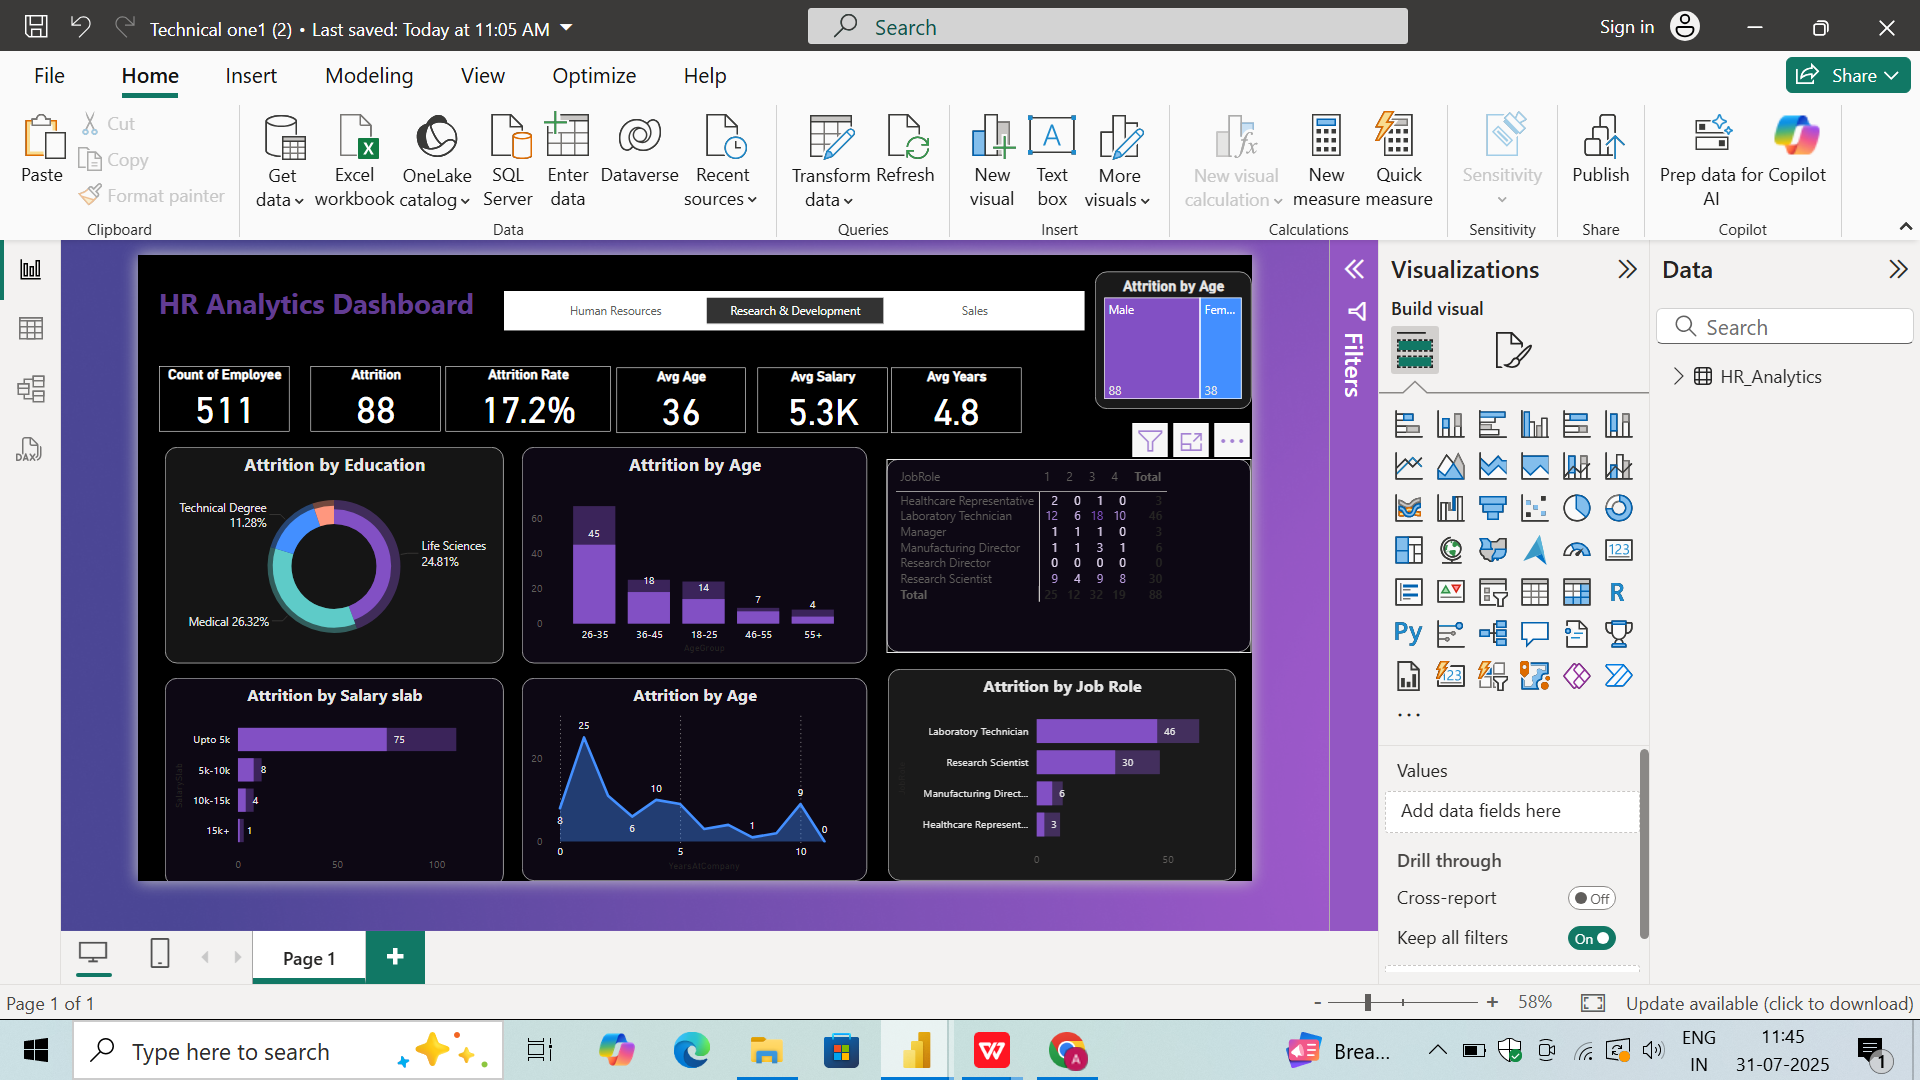 Technical one1 (2) • Last saved: Today at 11:05 AM
Search
Sign in
File
Home
Insert
Modeling
View
Optimize
Help
Share
Paste
Cut
Copy
Format painter
Clipboard
Get data
Excel workbook
OneLake catalog
SQL Server
Enter data
Dataverse
Recent sources
Data
Transform data
Refresh
Queries
New visual
Text box
More visuals
Insert
New visual calculation
New measure
Quick measure
Calculations
Sensitivity
Sensitivity
Publish
Share
Prep data for AI
Copilot
Copilot
HR Analytics Dashboard
Human Resources
Research & Development
Sales
Attrition by Age
Male
Fem...
88
38
Count of Employee
511
Attrition
88
Attrition Rate
17.2%
Avg Age
36
Avg Salary
5.3K
Avg Years
4.8
Attrition by Education
Technical Degree
11.28%
Life Sciences
24.81%
Medical 26.32%
Attrition by Age
60
40
20
0
45
18
14
7
4
26-35
36-45
18-25
46-55
55+
AgeGroup
JobRole 1 2 3 4 Total
Healthcare Representative 2 0 1 0 3
Laboratory Technician 12 6 18 10 46
Manager 1 1 1 0 3
Manufacturing Director 1 1 3 1 6
Research Director 0 0 0 0 0
Research Scientist 9 4 9 8 30
Total 25 12 32 19 88
Attrition by Salary slab
SalarySlab
Upto 5k 75
5k-10k 8
10k-15k 4
15k+ 1
0 50 100
Attrition by Age
20
0
8
25
6
10
1
9
0
0 5 10
YearsAtCompany
Attrition by Job Role
Laboratory Technician 46
Research Scientist 30
Manufacturing Direct... 6
Healthcare Represent... 3
0 50
Filters
Visualizations
Build visual
123
R
Py
123
Values
Add data fields here
Drill through
Cross-report
Off
Keep all filters
On
Data
Search
HR_Analytics
DAX
Page 1
Page 1 of 1
- + 58%
Update available (click to download)
Type here to search
W
A
Brea...
ENG
IN
11:45
31-07-2025
1